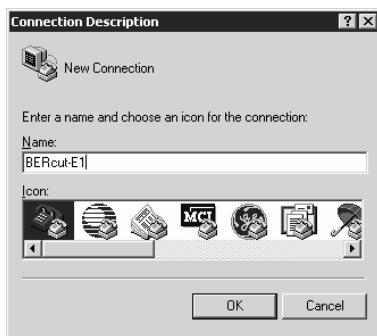 Connection Description
New Connection
Enter a name and choose an icon for the connection:
Name:
BERcut-E1
Icon:
MCI
OK
Cancel